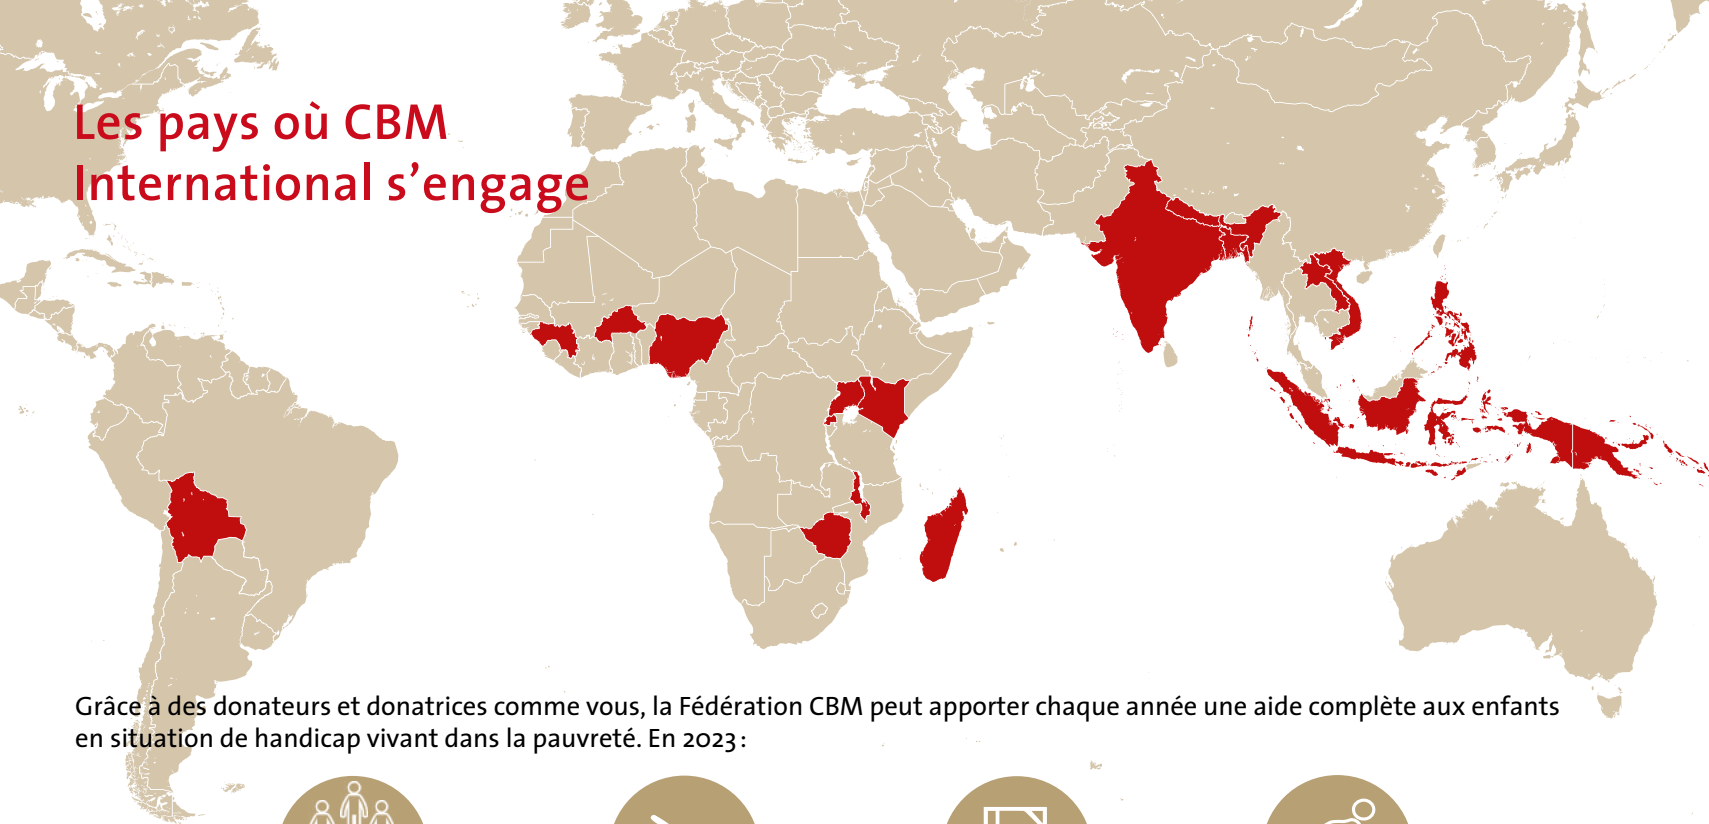 Les pays où CBM
International s’engage
Grâce à des donateurs et donatrices comme vous, la Fédération CBM peut apporter chaque année une aide complète aux enfants
en situation de handicap vivant dans la pauvreté. En 2023 :